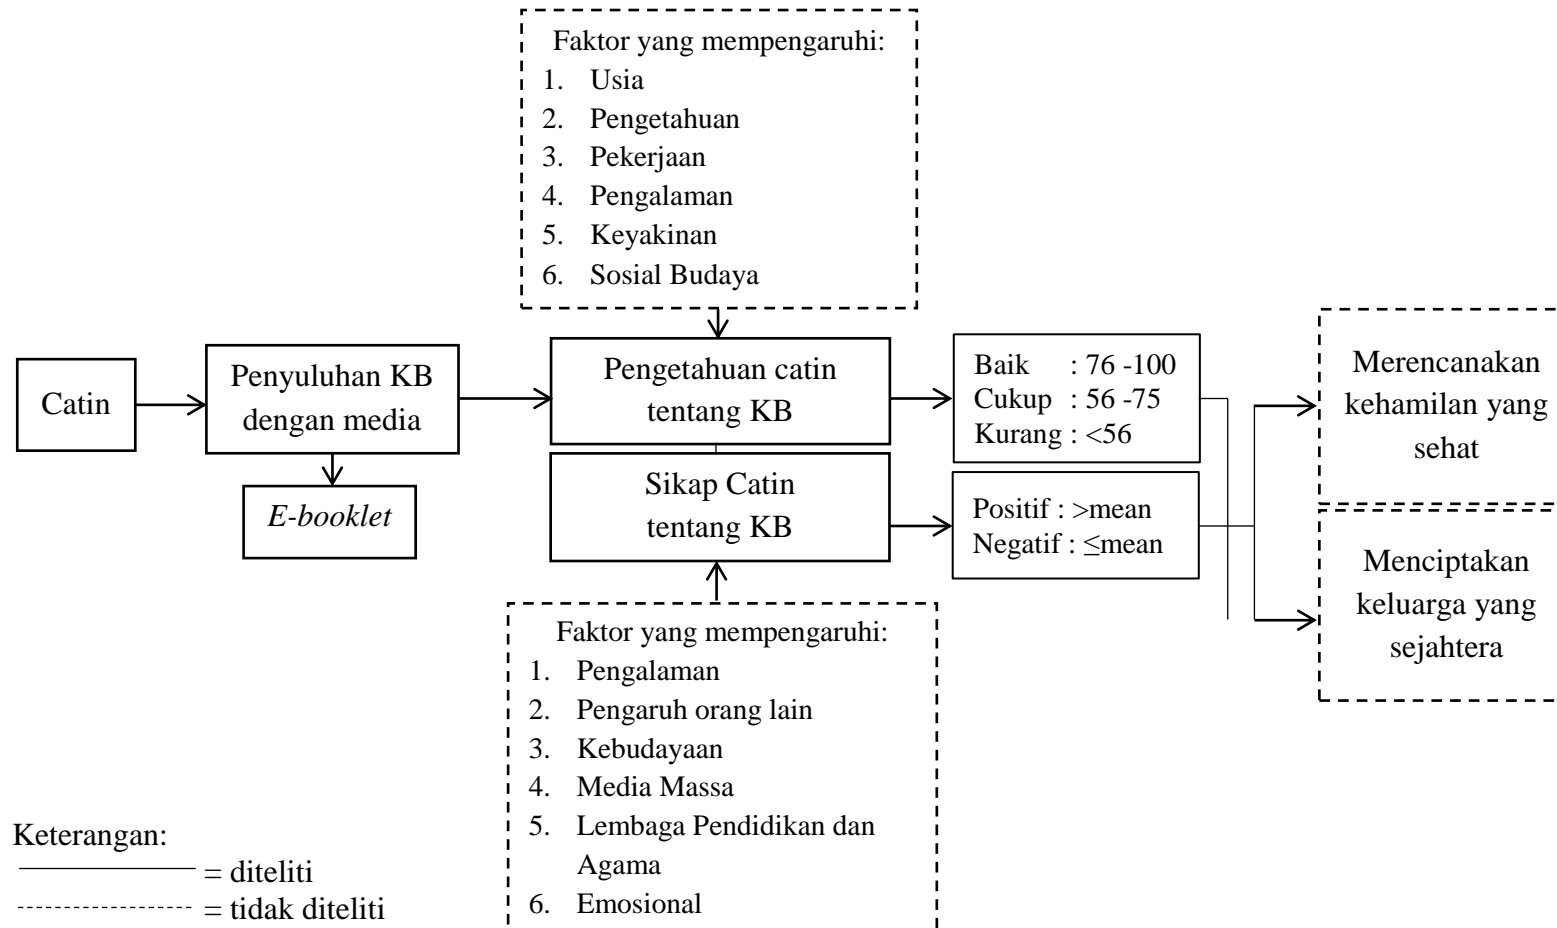 Faktor yang mempengaruhi:
1. Usia
2. Pengetahuan
3. Pekerjaan
4. Pengalaman
5. Keyakinan
6. Sosial Budaya
Catin
Penyuluhan KB
dengan media
E-booklet
Pengetahuan catin
tentang KB
Sikap Catin
tentang KB
Baik : 76 -100
Cukup : 56 -75
Kurang : <56
Positif : >mean
Negatif : ≤mean
Merencanakan
kehamilan yang
sehat
Menciptakan
keluarga yang
sejahtera
Faktor yang mempengaruhi:
1. Pengalaman
2. Pengaruh orang lain
3. Kebudayaan
4. Media Massa
5. Lembaga Pendidikan dan
Agama
6. Emosional
Keterangan:
= diteliti
= tidak diteliti